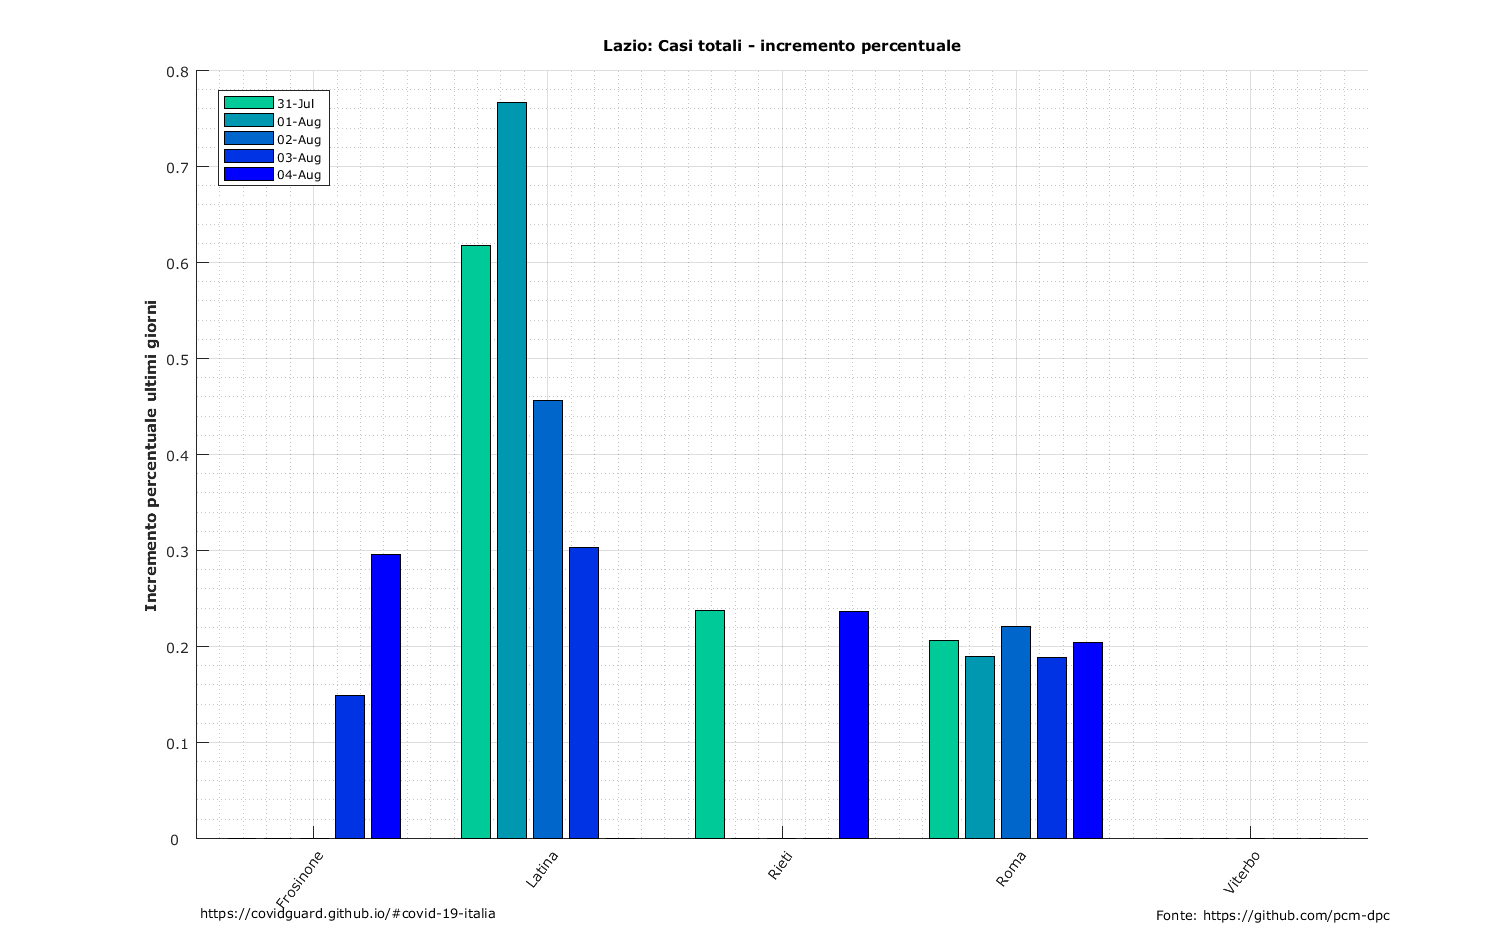 Lazio: Casi totali - incremento percentuale
0.8
0.7
0.6
0.5
0.4
0.3
0.2
0.1
0
Incremento percentuale ultimi giorni
31-Jul
01-Aug
02-Aug
03-Aug
04-Aug
Frosinone
Latina
Rieti
Roma
Viterbo
https://covidguard.github.io/#covid-19-italia
Fonte: https://github.com/pcm-dpc